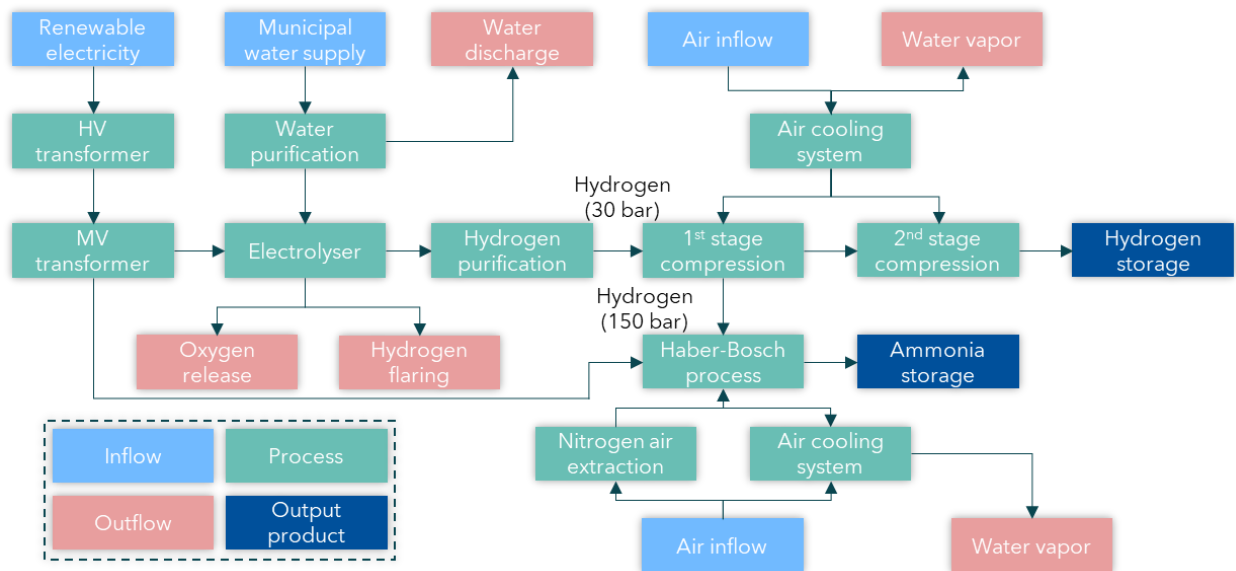 Renewable
electricity
Municipal
water supply
Water
discharge
Air inflow
Water vapor
HV
transformer
Water
purification
Air cooling
system
Hydrogen
(30 bar)
MV
transformer
Electrolyser
Hydrogen
purification
1st stage
compression
2nd stage
compression
Hydrogen
storage
Hydrogen
(150 bar)
Oxygen
release
Hydrogen
flaring
Haber-Bosch
process
Ammonia
storage
Inflow
Process
Nitrogen air
extraction
Air cooling
system
Outflow
Output
product
Air inflow
Water vapor